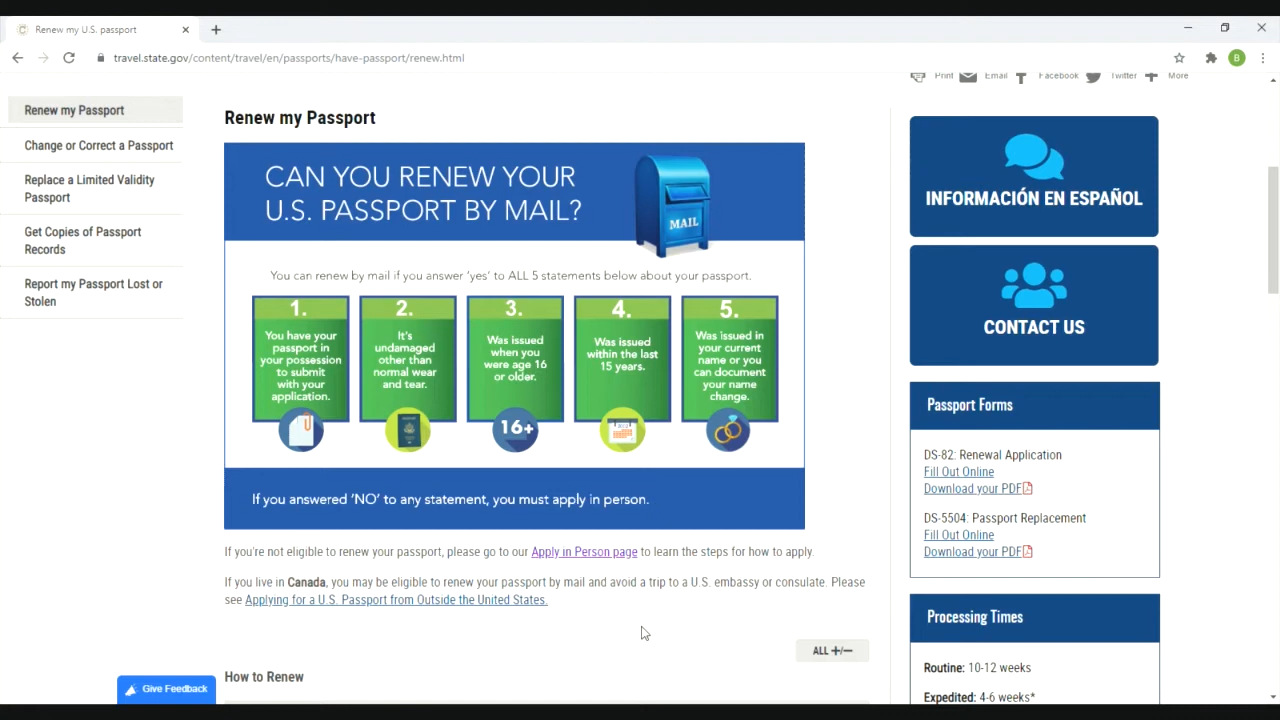 Renew my U.S. passport
travel.state.gov/content/travel/en/passports/have-passport/renew.html
B
Print
Email
Facebook
Twitter
More
Renew my Passport
Change or Correct a Passport
Replace a Limited Validity
Passport
Get Copies of Passport
Records
Report my Passport Lost or
Stolen
Renew my Passport
CAN YOU RENEW YOUR
U.S. PASSPORT BY MAIL?
MAIL
You can renew by mail if you answer 'yes' to ALL 5 statements below about your passport.
1.
You have your
passport in
your possession
to submit
with your
application.
2.
It's
undamaged
other than
normal wear
and tear.
3.
Was issued
when you
were age 16
or older.
16+
4.
Was issued
within the last
15 years.
5.
Was issued in
your current
name or you
can document
your name
change.
If you answered 'NO' to any statement, you must apply in person.
If you're not eligible to renew your passport, please go to our Apply in Person page to learn the steps for how to apply.
If you live in Canada, you may be eligible to renew your passport by mail and avoid a trip to a U.S. embassy or consulate. Please
see Applying for a U.S. Passport from Outside the United States.
ALL +/−
How to Renew
Give Feedback
INFORMACIÓN EN ESPAÑOL
CONTACT US
Passport Forms
DS-82: Renewal Application
Fill Out Online
Download your PDF
DS-5504: Passport Replacement
Fill Out Online
Download your PDF
Processing Times
Routine: 10-12 weeks
Expedited: 4-6 weeks*